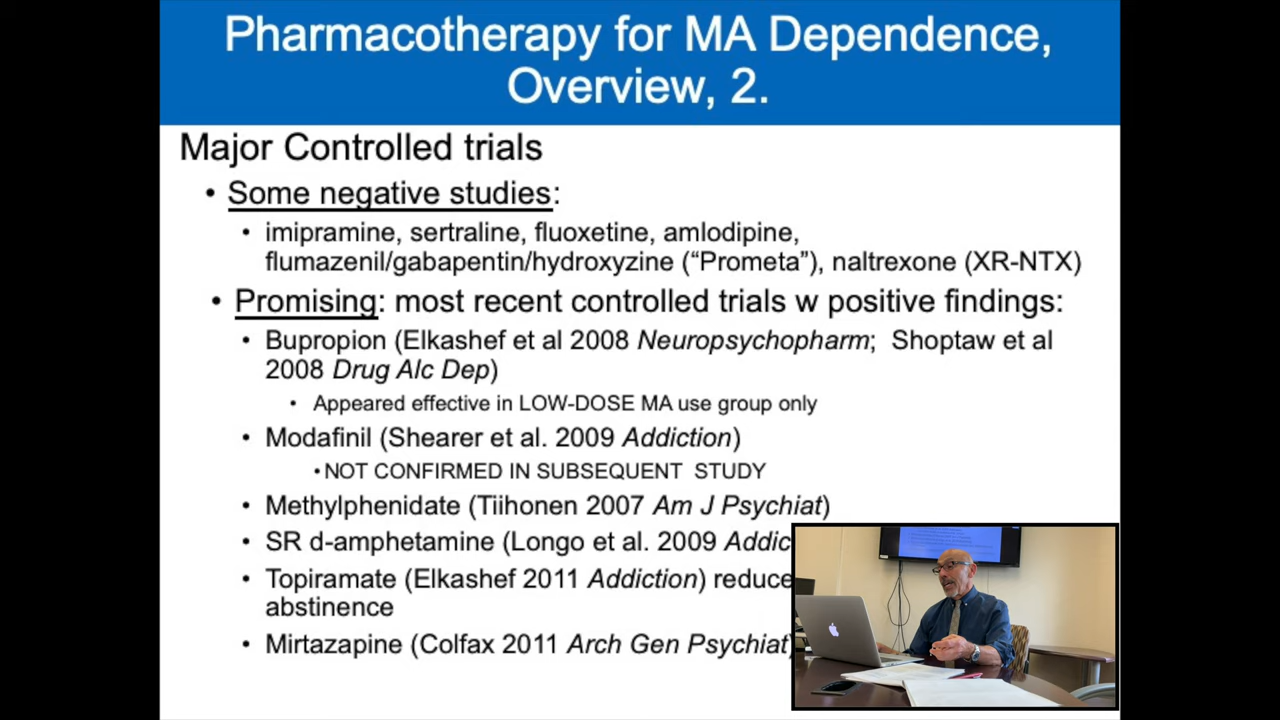 Pharmacotherapy for MA Dependence,
Overview, 2.
Major Controlled trials
• Some negative studies:
• imipramine, sertraline, fluoxetine, amlodipine,
flumazenil/gabapentin/hydroxyzine (“Prometa”), naltrexone (XR-NTX)
• Promising: most recent controlled trials w positive findings:
• Bupropion (Elkashef et al 2008 Neuropsychopharm; Shoptaw et al
2008 Drug Alc Dep)
• Appeared effective in LOW-DOSE MA use group only
• Modafinil (Shearer et al. 2009 Addiction)
• NOT CONFIRMED IN SUBSEQUENT STUDY
• Methylphenidate (Tiihonen 2007 Am J Psychiat)
• SR d-amphetamine (Longo et al. 2009 Addic
• Topiramate (Elkashef 2011 Addiction) reduce
abstinence
• Mirtazapine (Colfax 2011 Arch Gen Psychiat)